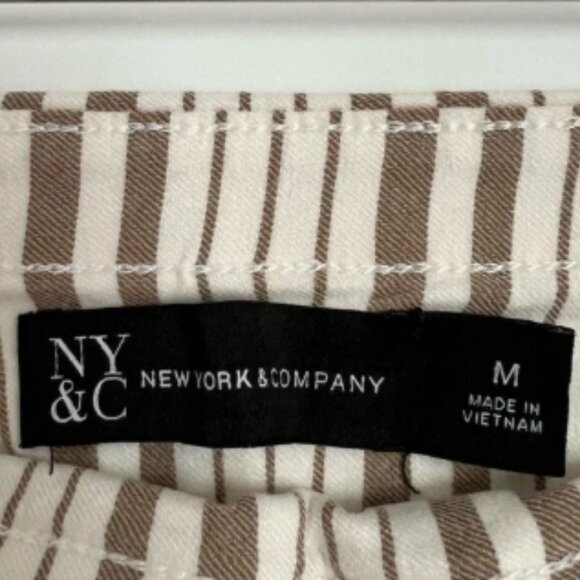 NY
&C
NEW YORK & COMPANY
M
MADE IN
VIETNAM